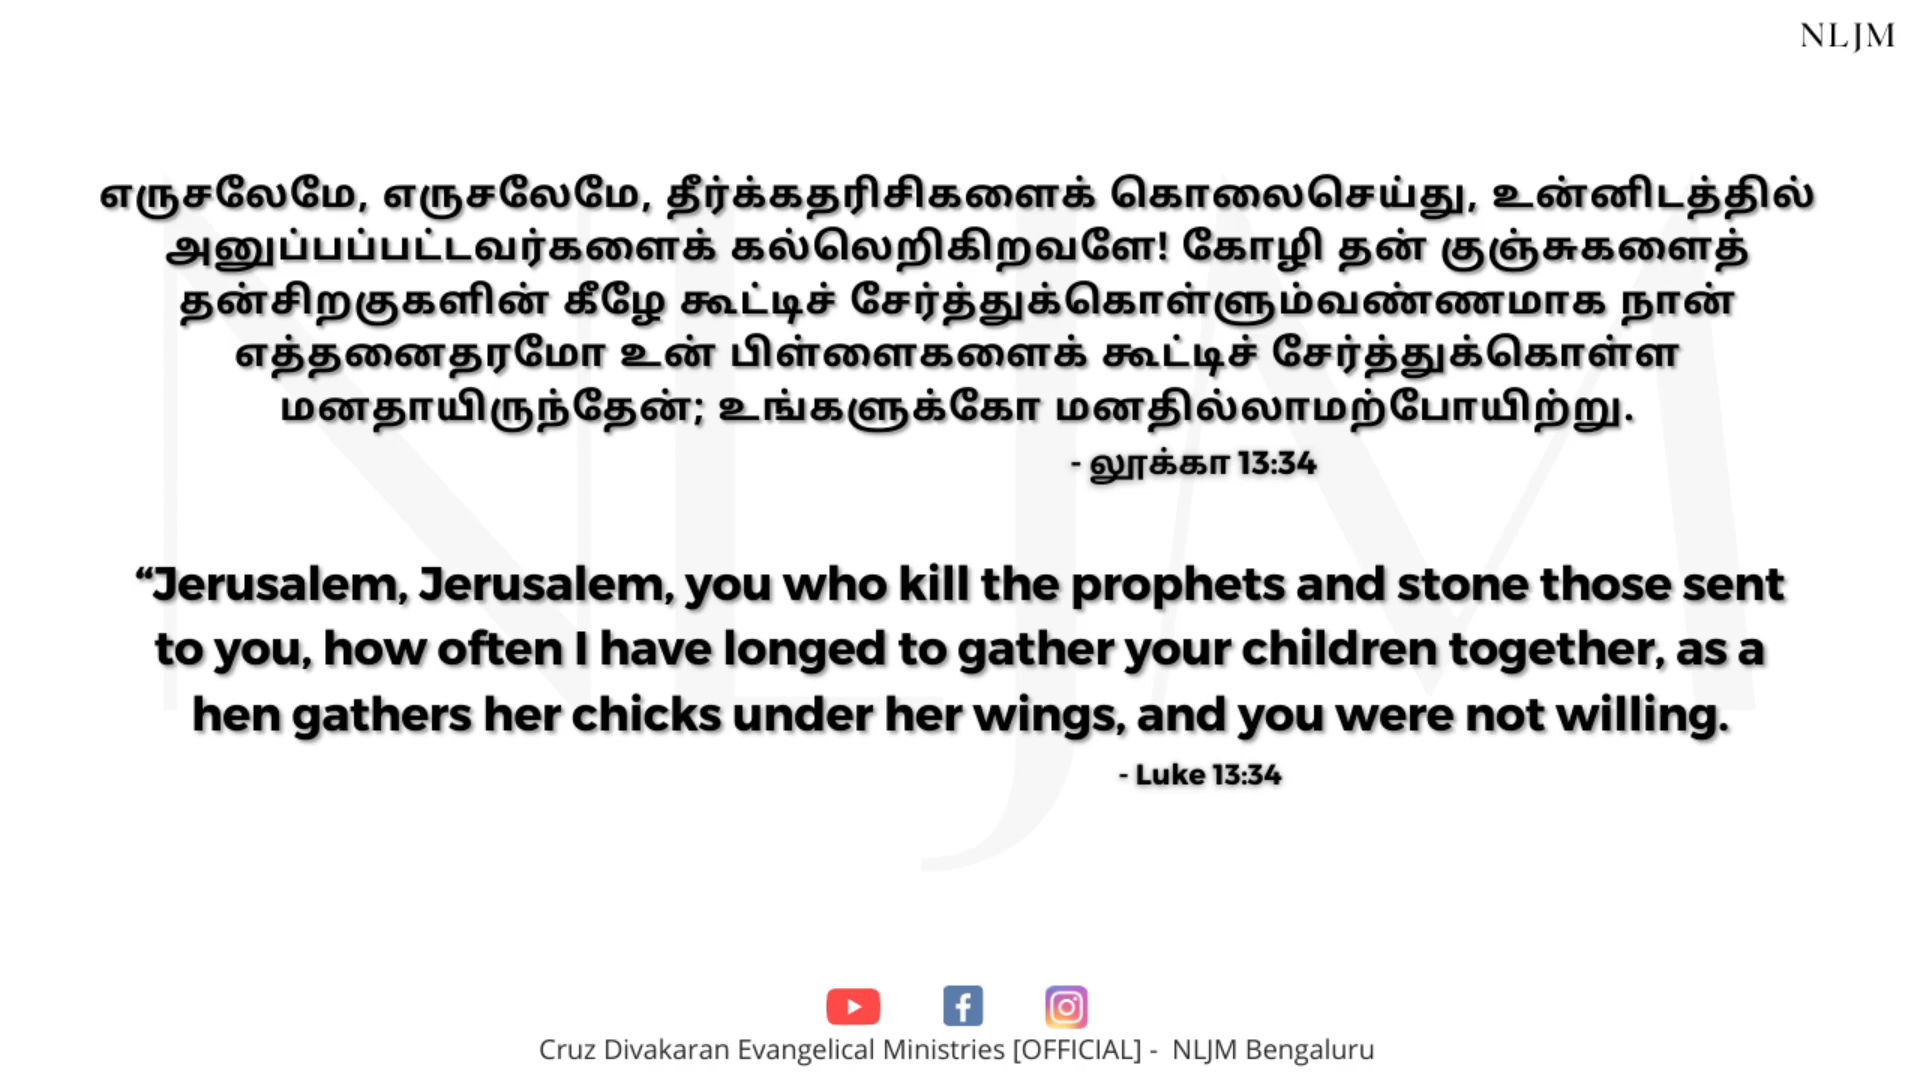 NLJM
எருசலேமே, எருசலேமே, தீர்க்கதரிசிகளைக் கொலைசெய்து, உன்னிடத்தில்
அனுப்பப்பட்டவர்களைக் கல்லெறிகிறவளே! கோழி தன் குஞ்சுகளைத்
தன்சிறகுகளின் கீழே கூட்டிச் சேர்த்துக்கொள்ளும்வண்ணமாக நான்
எத்தனைதரமோ உன் பிள்ளைகளைக் கூட்டிச் சேர்த்துக்கொள்ள
மனதாயிருந்தேன்; உங்களுக்கோ மனதில்லாமற்போயிற்று.
- லூக்கா 13:34
“Jerusalem, Jerusalem, you who kill the prophets and stone those sent
to you, how often I have longed to gather your children together, as a
hen gathers her chicks under her wings, and you were not willing.
- Luke 13:34
Cruz Divakaran Evangelical Ministries [OFFICIAL] - NLJM Bengaluru